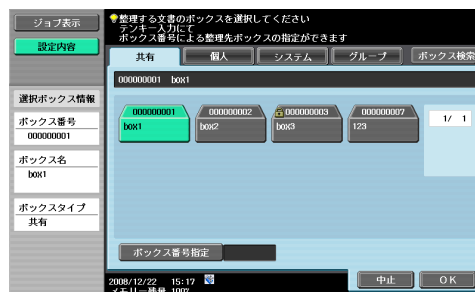 ジョブ表示
設定内容
選択ボックス情報
ボックス番号
000000001
ボックス名
box1
ボックスタイプ
共有
整理する文書のボックスを選択してください
テンキー入力にて
ボックス番号による整理先ボックスの指定ができます
共有
個人
システム
グループ
ボックス検索
000000001 box1
000000001
box1
000000002
box2
000000003
box3
000000007
123
1/ 1
ボックス番号指定
2008/12/22 15:17
メモリー残量 100%
中止
OK